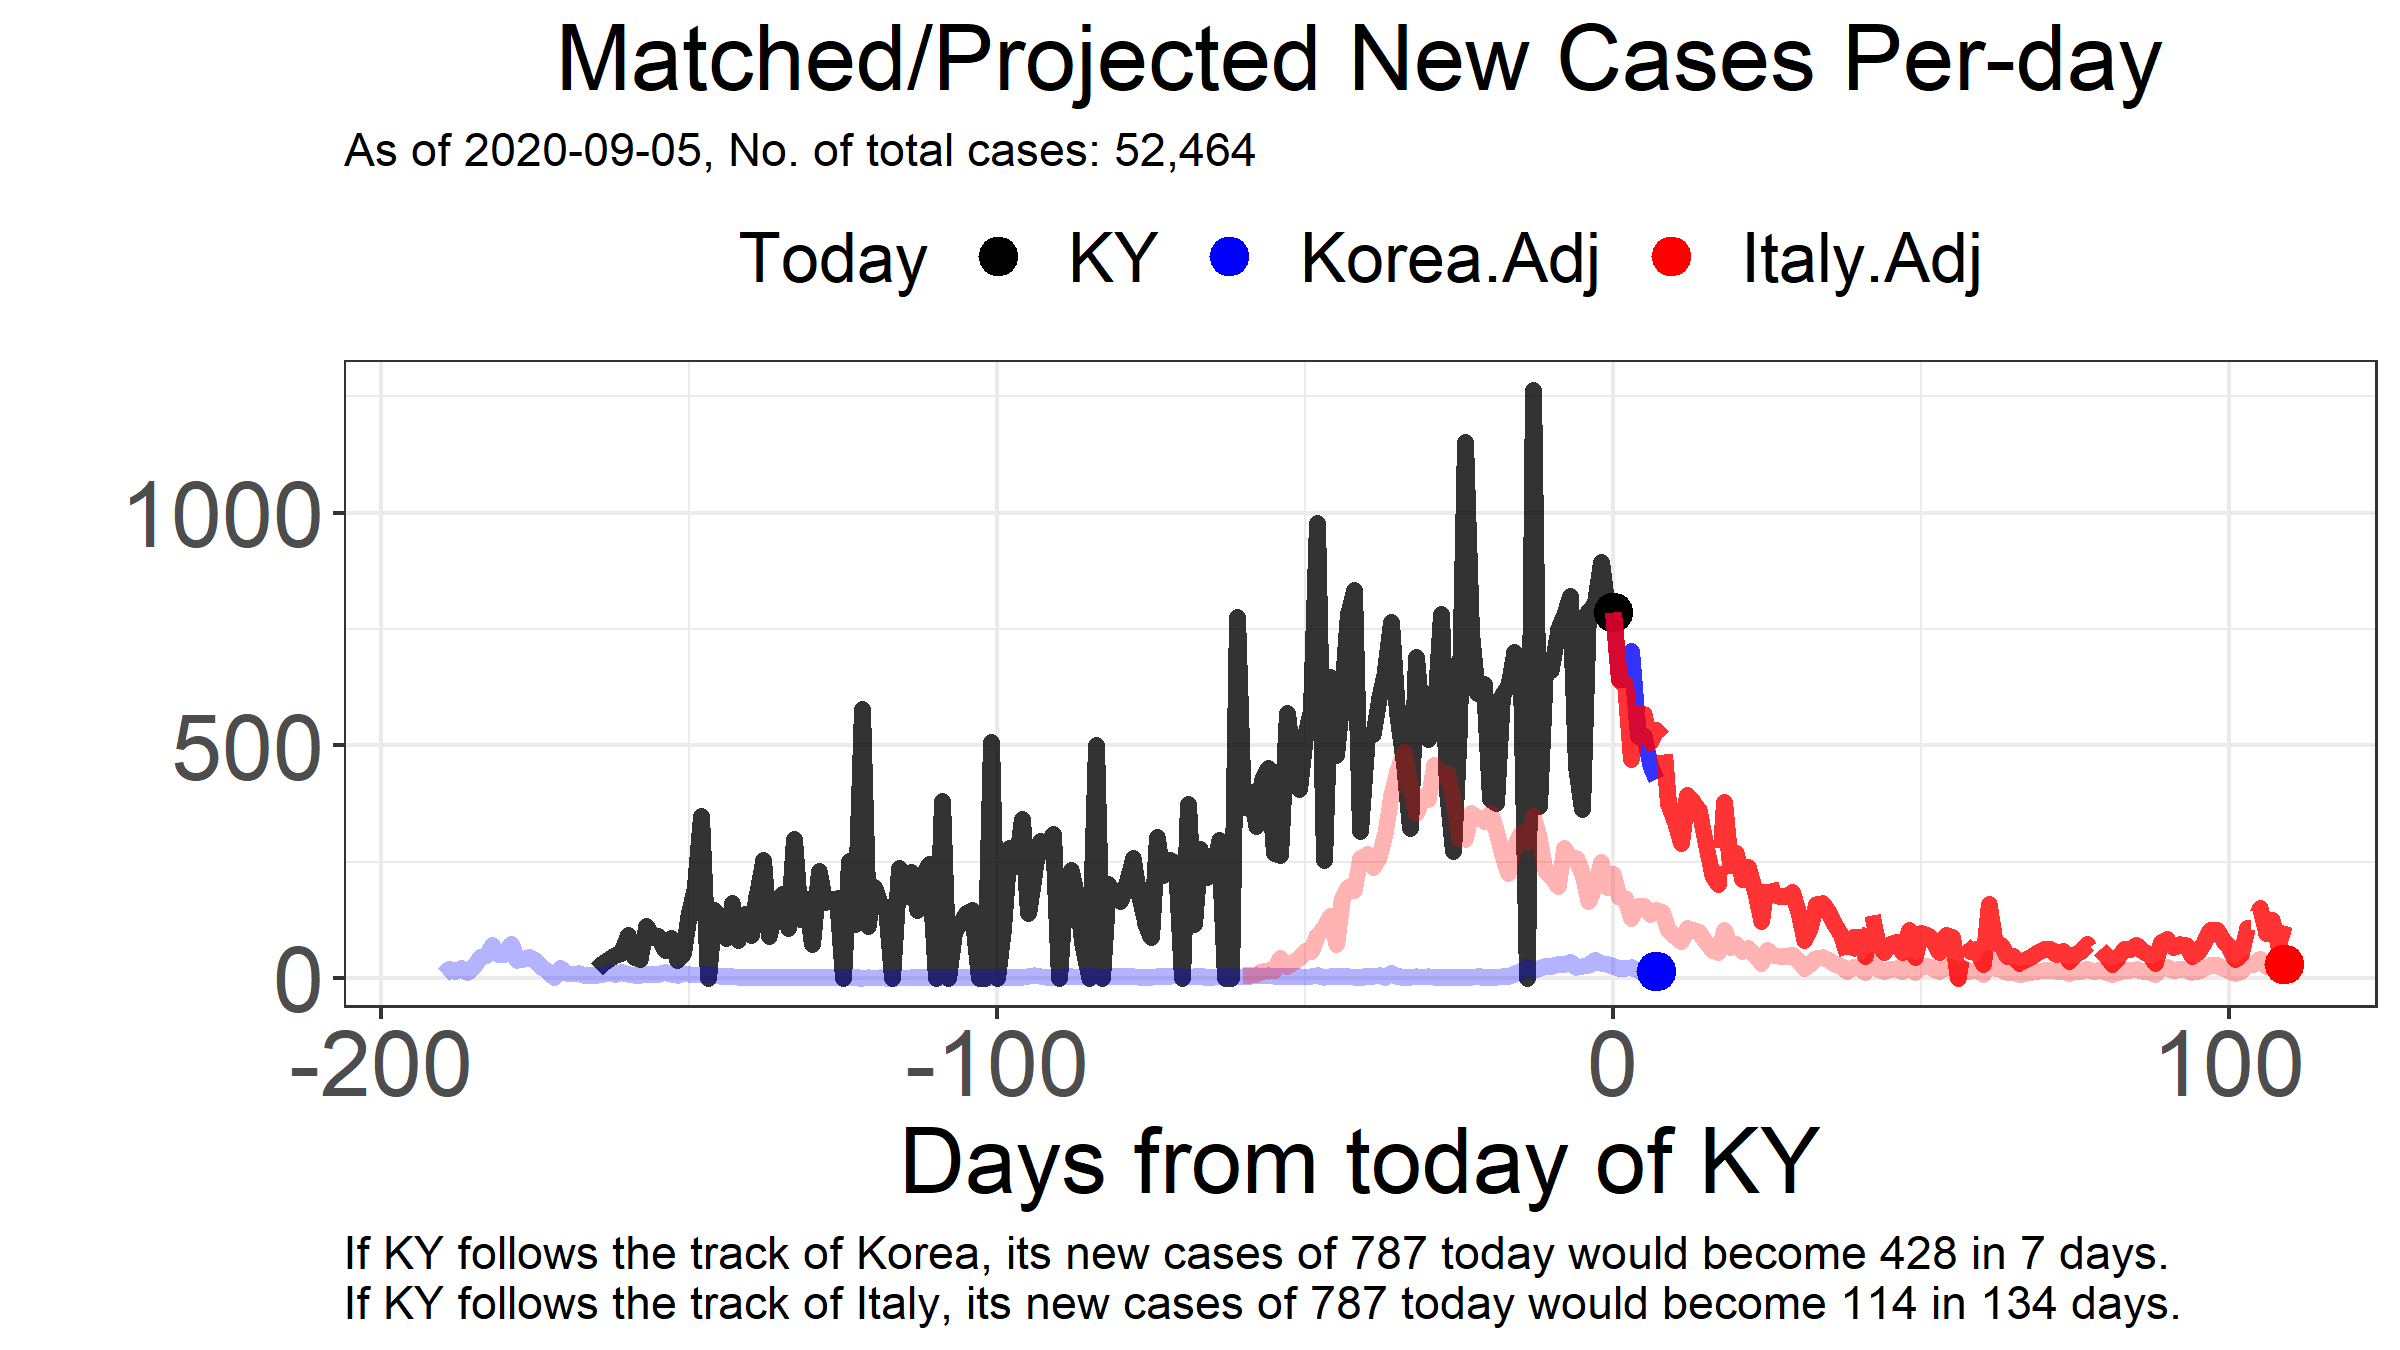 Matched/Projected New Cases Per-day
As of 2020-09-05, No. of total cases: 52,464
Today KY Korea.Adj Italy.Adj
1000
500
0
-200 -100 0 100
Days from today of KY
If KY follows the track of Korea, its new cases of 787 today would become 428 in 7 days.
If KY follows the track of Italy, its new cases of 787 today would become 114 in 134 days.